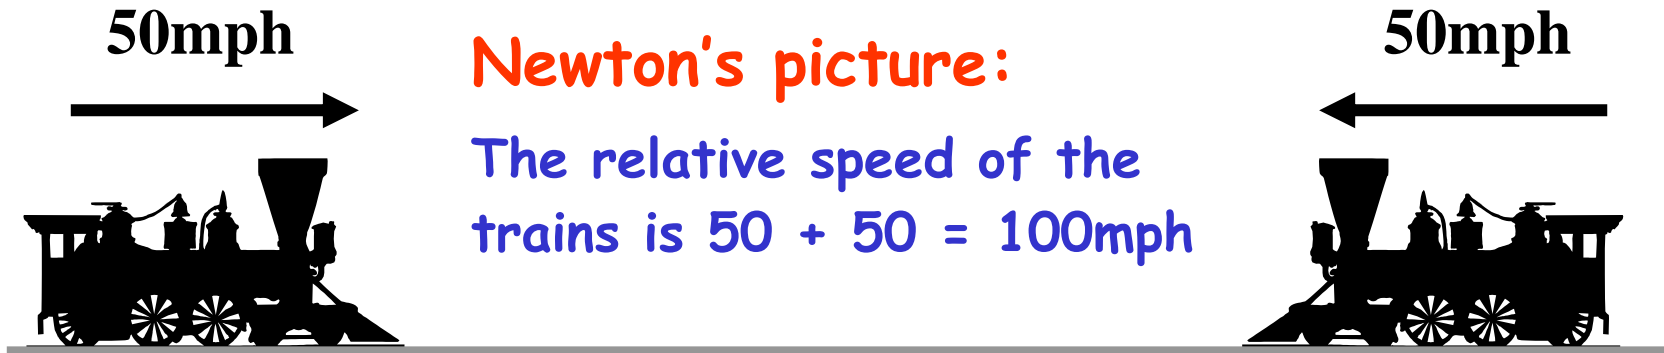 50mph
Newton's picture:
50mph
The relative speed of the
trains is 50 + 50 = 100mph